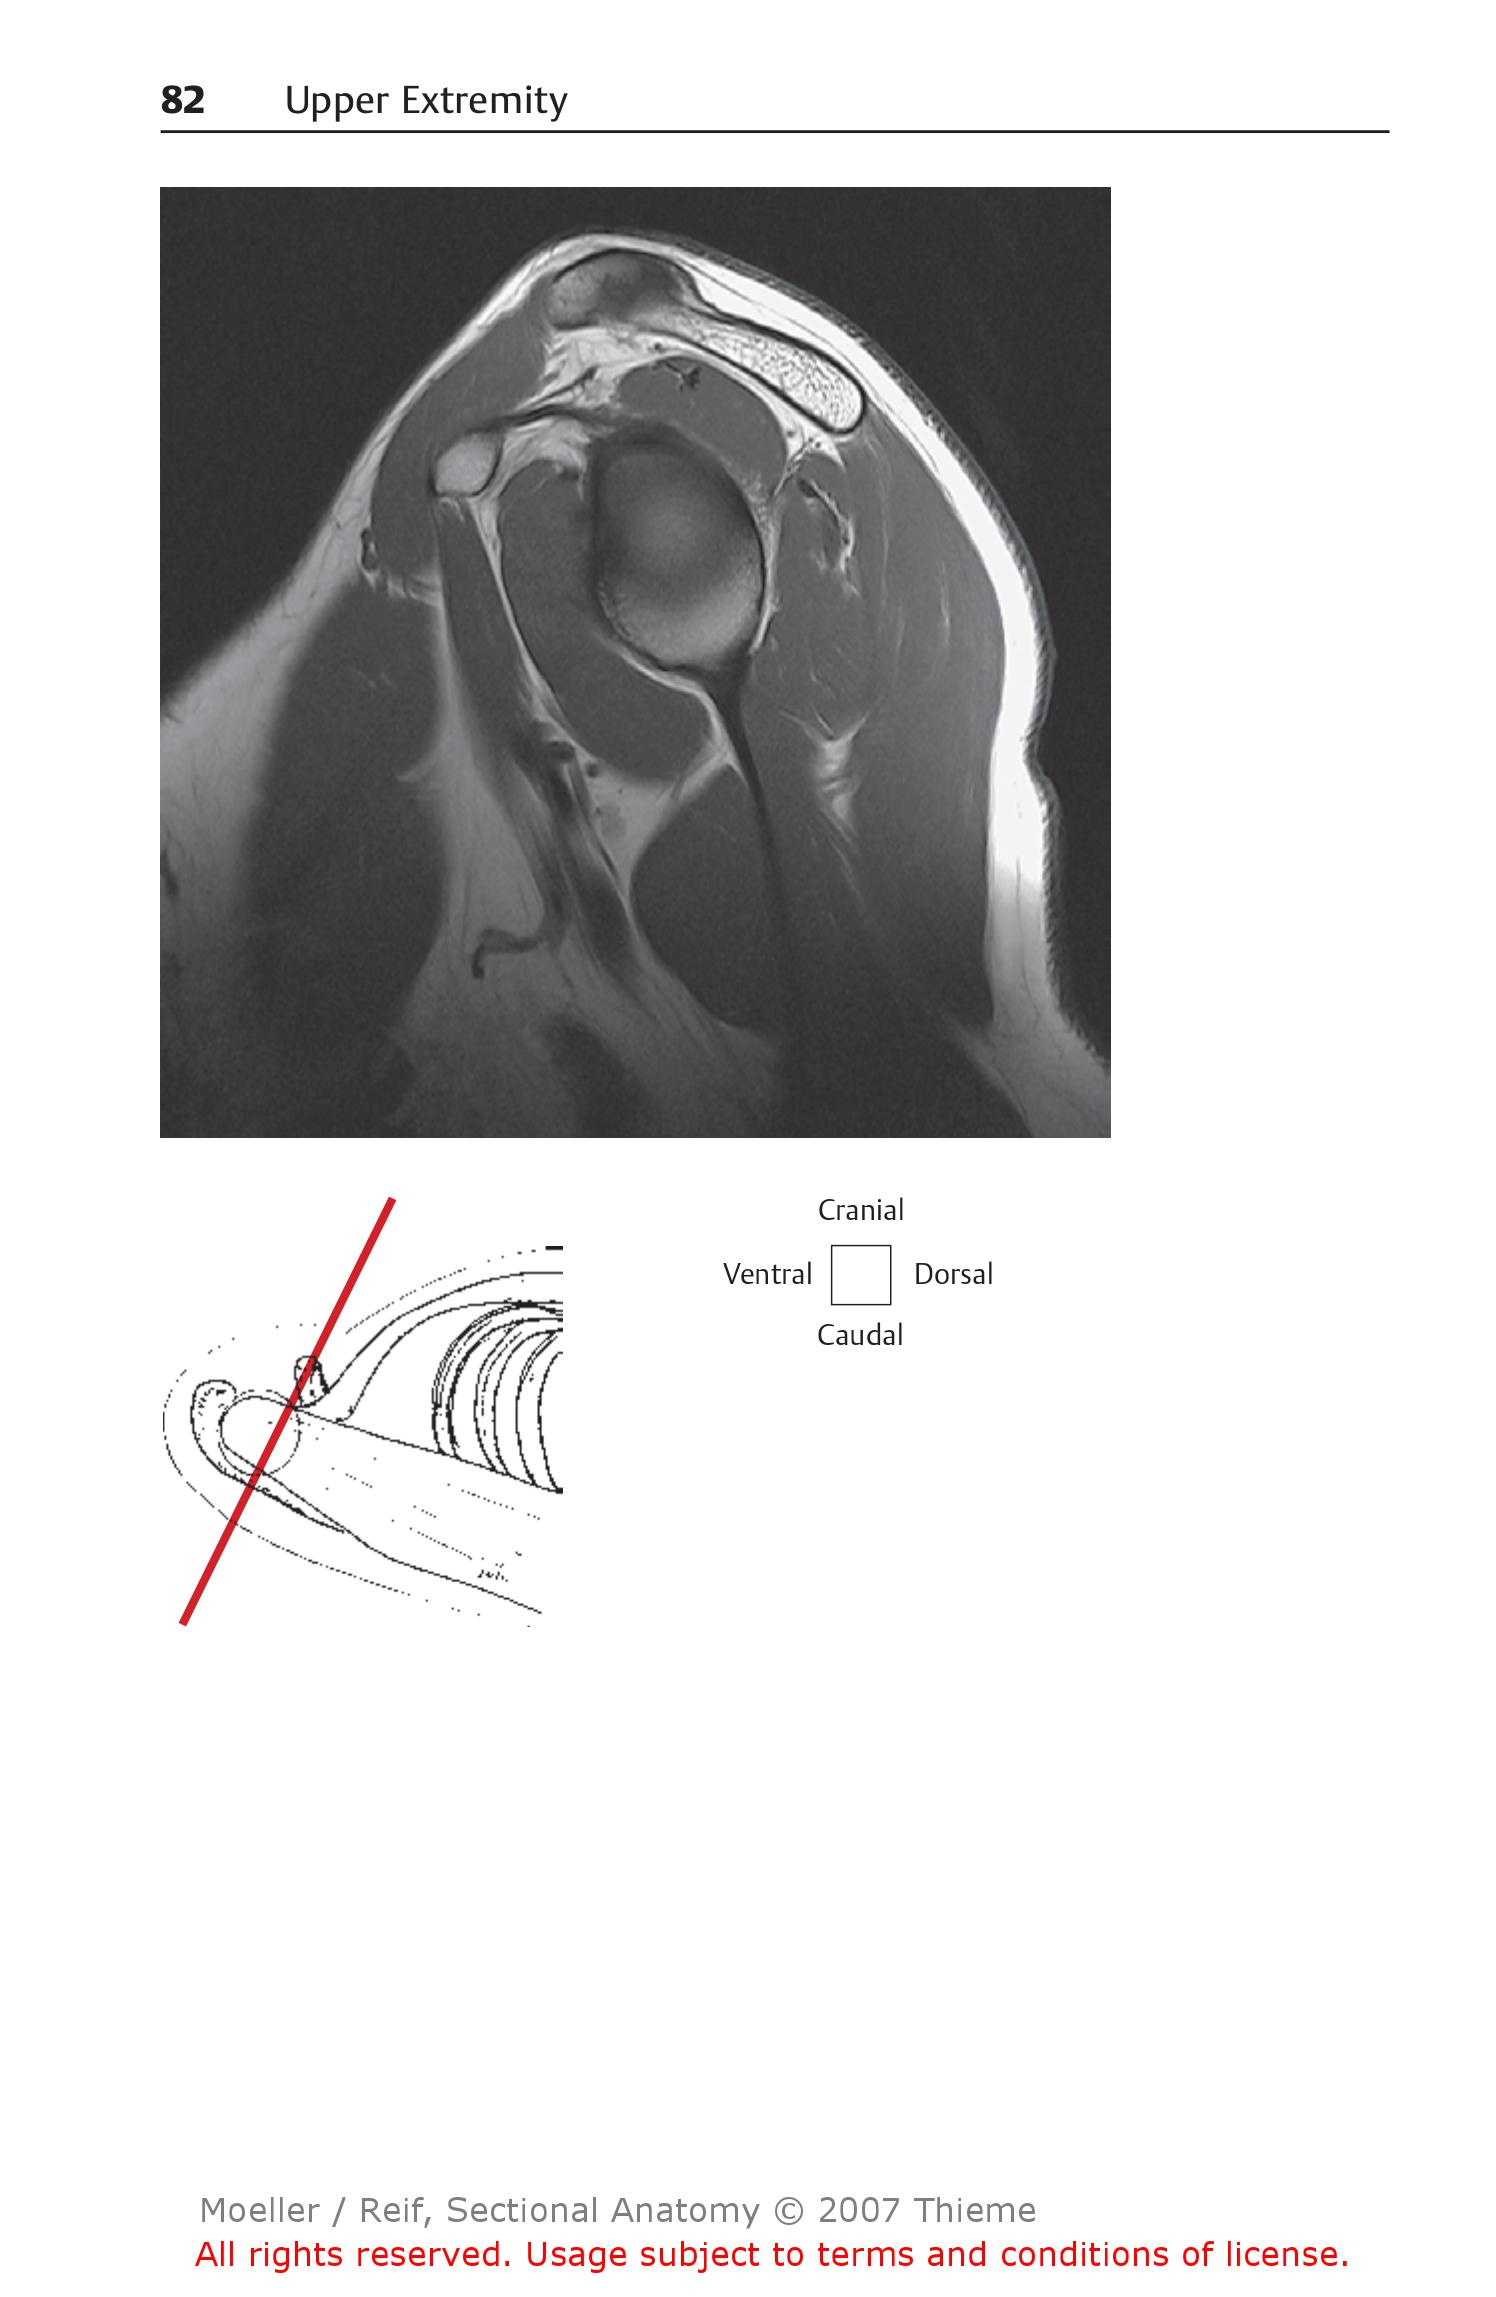 82 Upper Extremity
Cranial
Ventral Dorsal
Caudal
Moeller / Reif, Sectional Anatomy © 2007 Thieme
All rights reserved. Usage subject to terms and conditions of license.